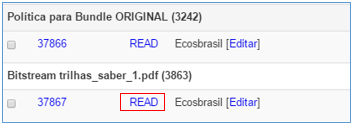 Política para Bundle ORIGINAL (3242)
37866 READ Ecosbrasil [Editar]
Bitstream trilhas_saber_1.pdf (3863)
37867 READ Ecosbrasil [Editar]